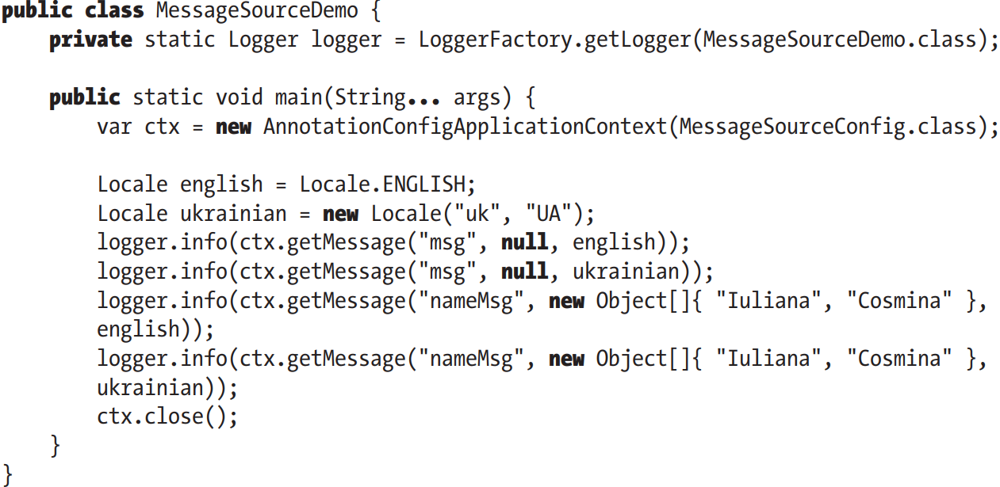 public class MessageSourceDemo {
    private static Logger logger = LoggerFactory.getLogger(MessageSourceDemo.class);

    public static void main(String... args) {
        var ctx = new AnnotationConfigApplicationContext(MessageSourceConfig.class);

        Locale english = Locale.ENGLISH;
        Locale ukrainian = new Locale("uk", "UA");
        logger.info(ctx.getMessage("msg", null, english));
        logger.info(ctx.getMessage("msg", null, ukrainian));
        logger.info(ctx.getMessage("nameMsg", new Object[]{ "Iuliana", "Cosmina" },
        english));
        logger.info(ctx.getMessage("nameMsg", new Object[]{ "Iuliana", "Cosmina" },
        ukrainian));
        ctx.close();
    }
}